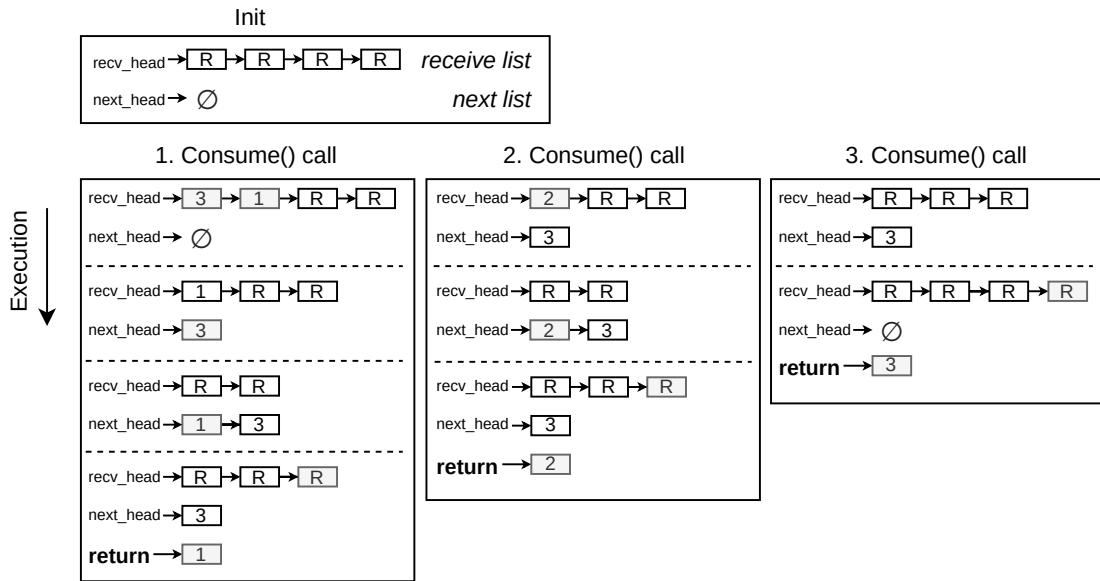 Init
recv_head R R R R receive list
next_head ∅ next list
1. Consume() call
recv_head 3 1 R R
next_head ∅
recv_head 1 R R
next_head 3
recv_head R R
next_head 1 3
recv_head R R R
next_head 3
return 1
2. Consume() call
recv_head 2 R R
next_head 3
recv_head R R
next_head 2 3
recv_head R R R
next_head 3
return 2
3. Consume() call
recv_head R R R
next_head 3
recv_head R R R R
next_head ∅
return 3
Execution